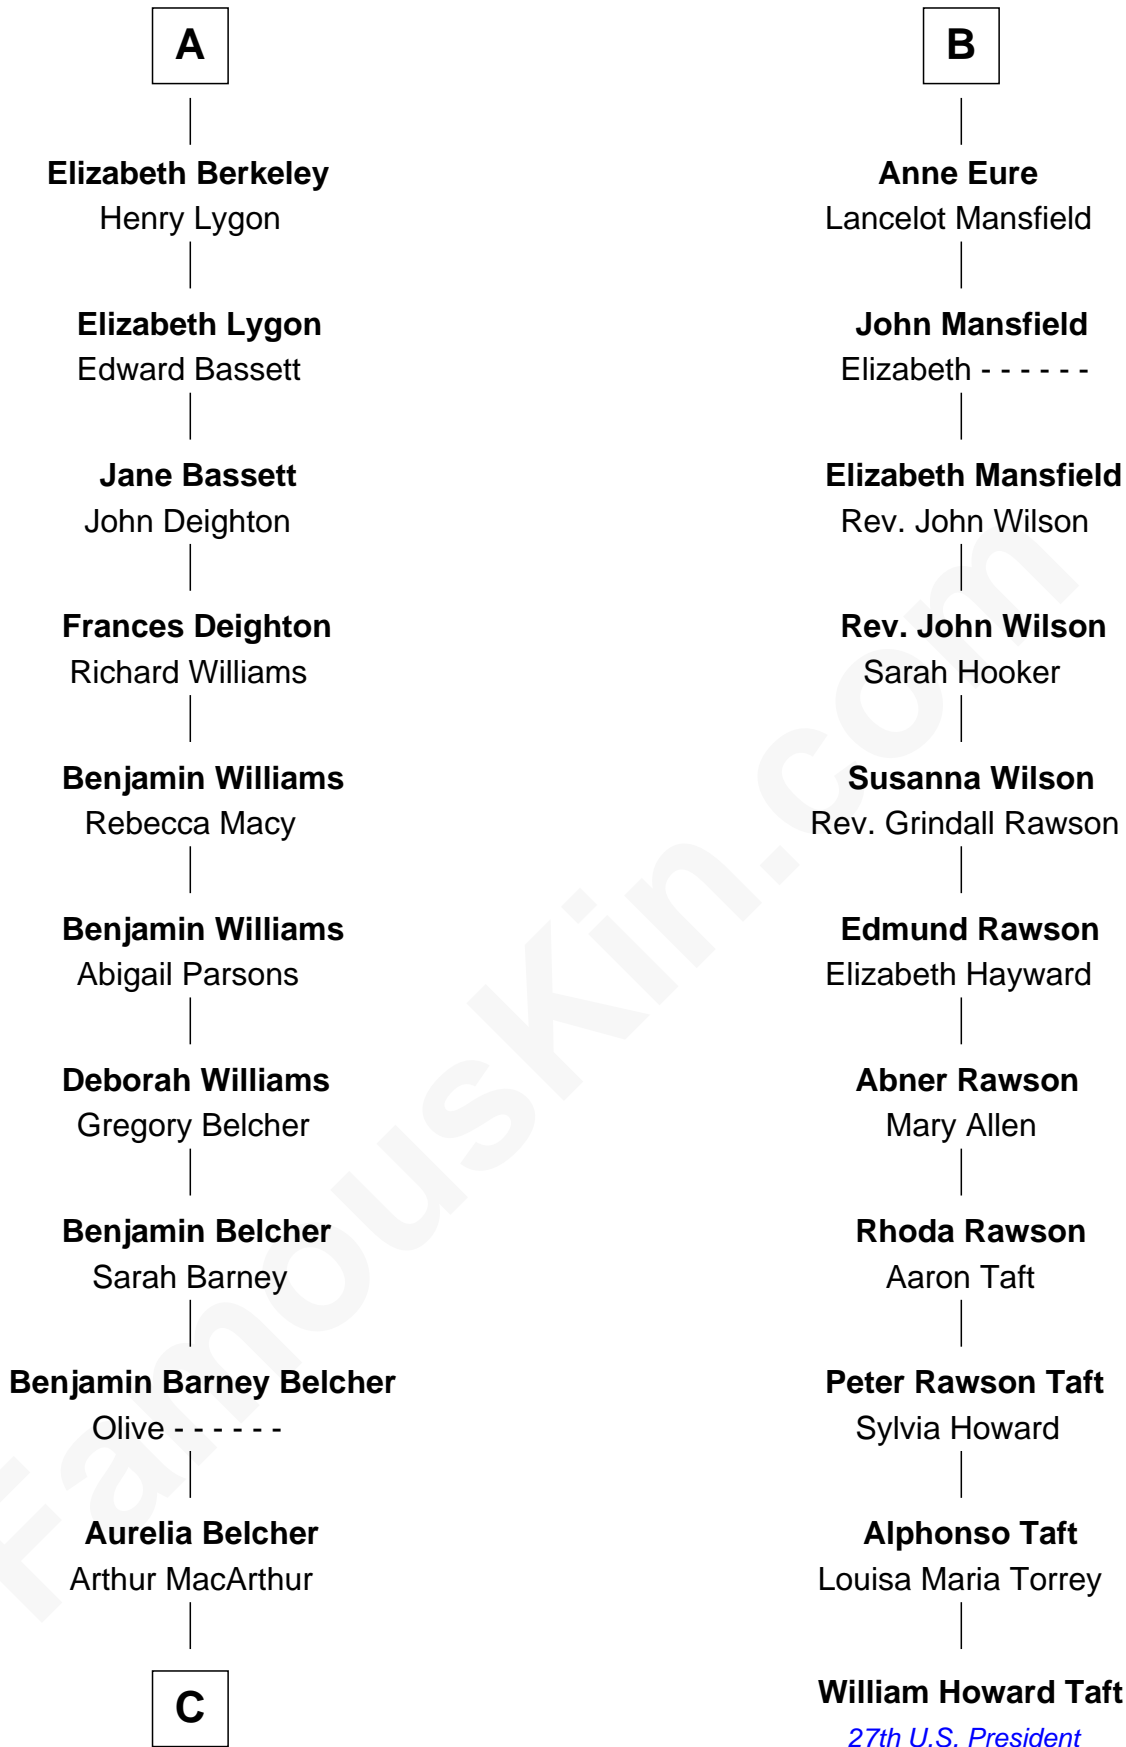 A
Elizabeth Berkeley
Henry Lygon
Elizabeth Lygon
Edward Bassett
Jane Bassett
John Deighton
Frances Deighton
Richard Williams
Benjamin Williams
Rebecca Macy
Benjamin Williams
Abigail Parsons
Deborah Williams
Gregory Belcher
Benjamin Belcher
Sarah Barney
Benjamin Barney Belcher
Olive - - - - - -
Aurelia Belcher
Arthur MacArthur
C
B
Anne Eure
Lancelot Mansfield
John Mansfield
Elizabeth - - - - - -
Elizabeth Mansfield
Rev. John Wilson
Rev. John Wilson
Sarah Hooker
Susanna Wilson
Rev. Grindall Rawson
Edmund Rawson
Elizabeth Hayward
Abner Rawson
Mary Allen
Rhoda Rawson
Aaron Taft
Peter Rawson Taft
Sylvia Howard
Alphonso Taft
Louisa Maria Torrey
William Howard Taft
27th U.S. President
FamousKin.com